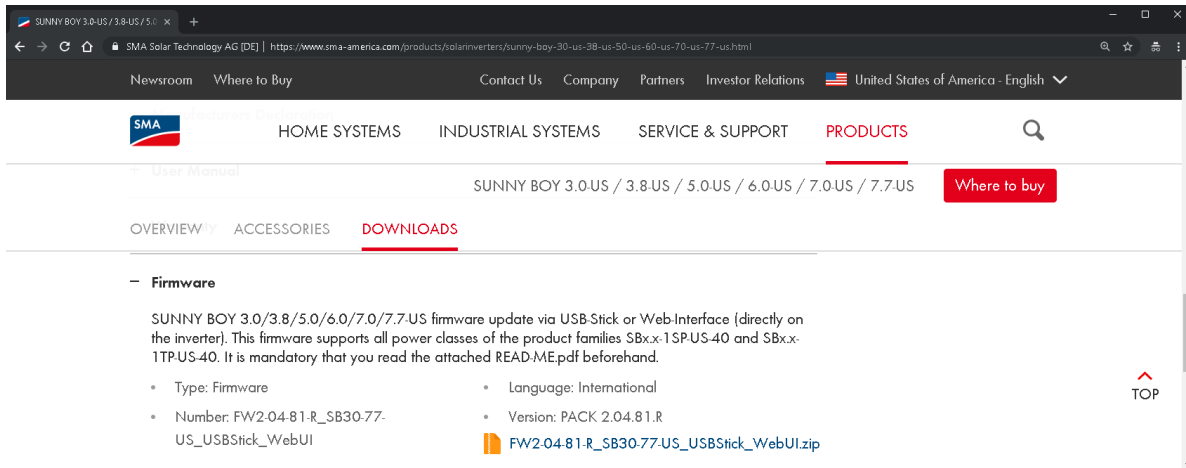 SUNNY BOY 3.0-US / 3.8-US / 5.0
SMA Solar Technology AG [DE] | https://www.sma-america.com/products/solarinverters/sunny-boy-30-us-38-us-50-us-60-us-70-us-77-us.html
Newsroom Where to Buy Contact Us Company Partners Investor Relations United States of America - English
SMA HOME SYSTEMS INDUSTRIAL SYSTEMS SERVICE & SUPPORT PRODUCTS
+ User Manual
SUNNY BOY 3.0-US / 3.8-US / 5.0-US / 6.0-US / 7.0-US / 7.7-US Where to buy
OVERVIEW ACCESSORIES DOWNLOADS
– Firmware
SUNNY BOY 3.0/3.8/5.0/6.0/7.0/7.7-US firmware update via USB-Stick or Web-Interface (directly on
the inverter). This firmware supports all power classes of the product families SBx.x-1SP-US-40 and SBx.x-
1TP-US-40. It is mandatory that you read the attached READ-ME.pdf beforehand.
• Type: Firmware • Language: International
TOP
• Number: FW2-04-81-R_SB30-77- • Version: PACK 2.04.81.R
US_USBStick_WebUI FW2-04-81-R_SB30-77-US_USBStick_WebUI.zip